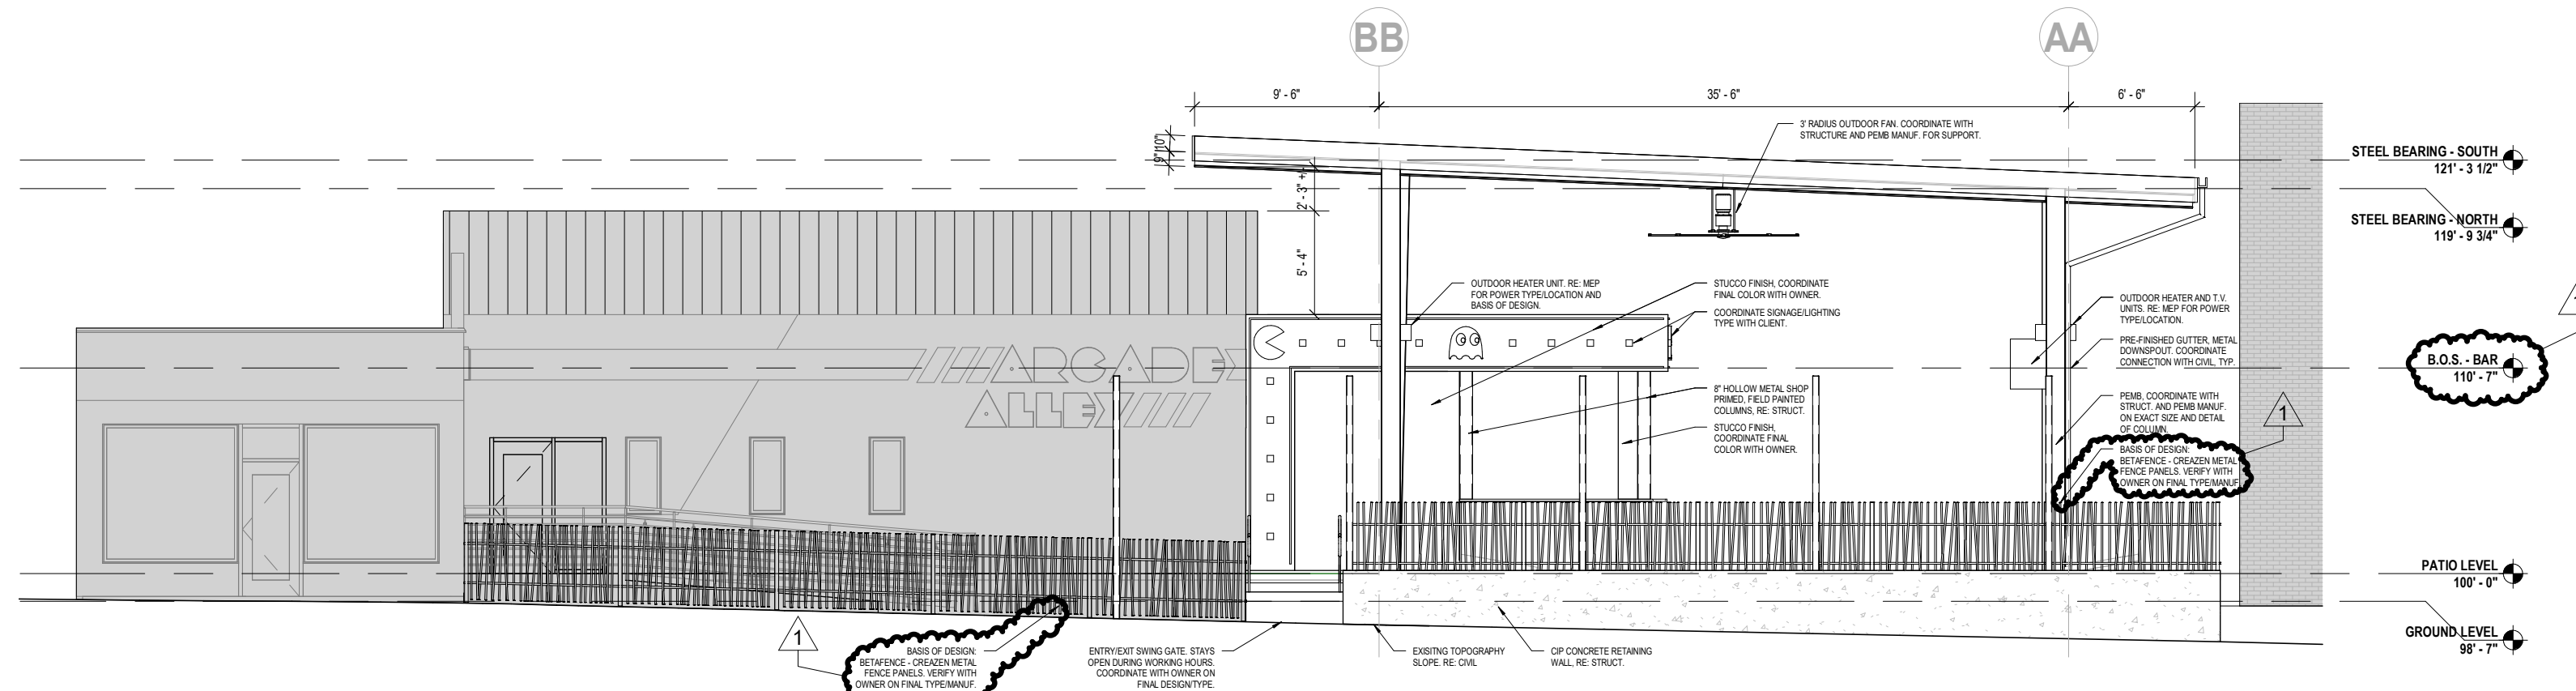 BB
AA
9' - 6"
35' - 6"
6' - 6"
10"
9"
2' - 3" +/-
5' - 4"
3' RADIUS OUTDOOR FAN. COORDINATE WITH
STRUCTURE AND PEMB MANUF. FOR SUPPORT.
STEEL BEARING - SOUTH
121' - 3 1/2"
STEEL BEARING - NORTH
119' - 9 3/4"
OUTDOOR HEATER UNIT. RE: MEP
FOR POWER TYPE/LOCATION AND
BASIS OF DESIGN.
STUCCO FINISH, COORDINATE
FINAL COLOR WITH OWNER.
COORDINATE SIGNAGE/LIGHTING
TYPE WITH CLIENT.
OUTDOOR HEATER AND T.V.
UNITS. RE: MEP FOR POWER
TYPE/LOCATION.
PRE-FINISHED GUTTER, METAL
DOWNSPOUT. COORDINATE
CONNECTION WITH CIVIL, TYP.
B.O.S. - BAR
110' - 7"
ARCADE
ALLEY
8" HOLLOW METAL SHOP
PRIMED, FIELD PAINTED
COLUMNS, RE: STRUCT.
STUCCO FINISH,
COORDINATE FINAL
COLOR WITH OWNER.
PEMB, COORDINATE WITH
STRUCT. AND PEMB MANUF.
ON EXACT SIZE AND DETAIL
OF COLUMN.
1
BASIS OF DESIGN:
BETAFENCE - CREAZEN METAL
FENCE PANELS. VERIFY WITH
OWNER ON FINAL TYPE/MANUF.
PATIO LEVEL
100' - 0"
GROUND LEVEL
98' - 7"
1
BASIS OF DESIGN:
BETAFENCE - CREAZEN METAL
FENCE PANELS. VERIFY WITH
OWNER ON FINAL TYPE/MANUF.
ENTRY/EXIT SWING GATE. STAYS
OPEN DURING WORKING HOURS.
COORDINATE WITH OWNER ON
FINAL DESIGN/TYPE.
EXISITNG TOPOGRAPHY
SLOPE. RE: CIVIL
CIP CONCRETE RETAINING
WALL, RE: STRUCT.